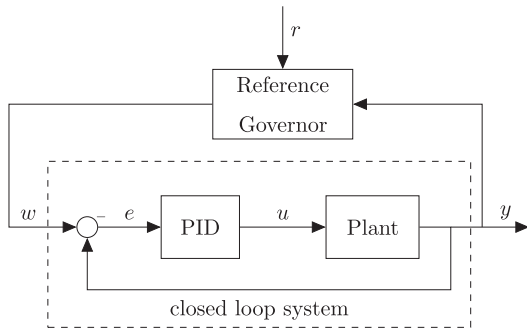 r
Reference
Governor
w
−
e
PID
u
Plant
y
closed loop system